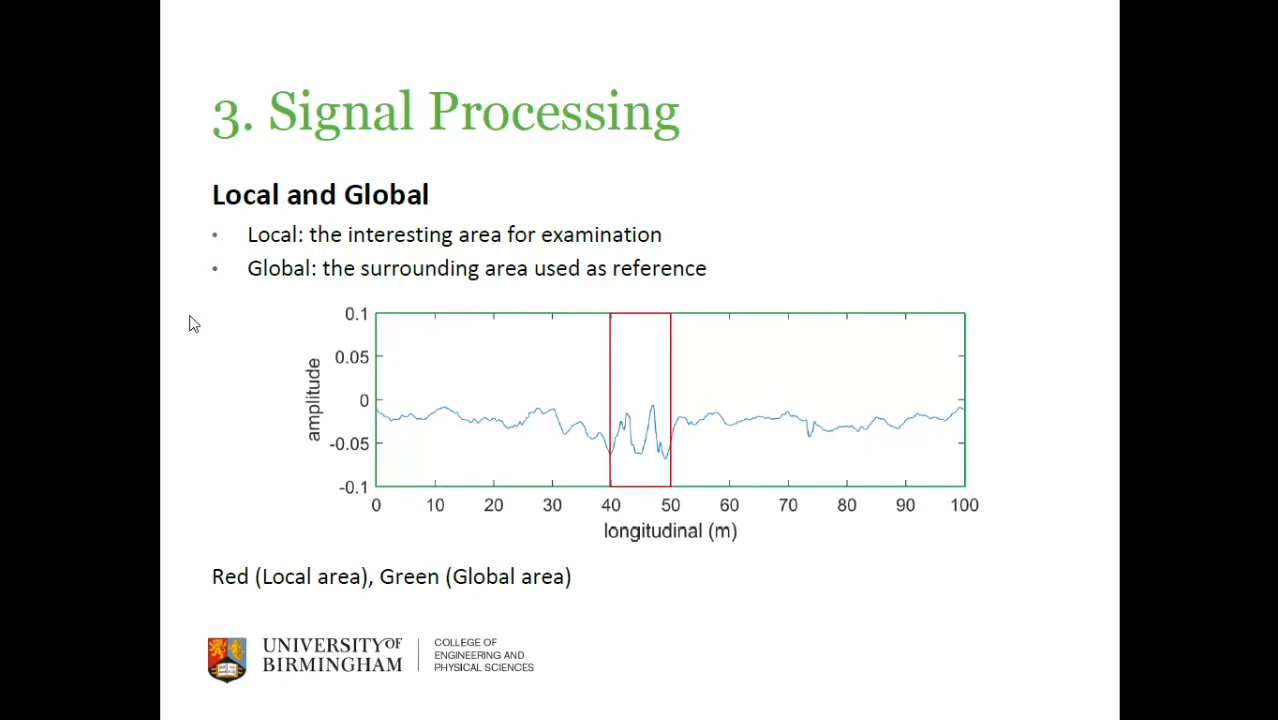 3. Signal Processing
Local and Global
• Local: the interesting area for examination
• Global: the surrounding area used as reference
0.1
0.05
0
-0.05
-0.1
amplitude
0 10 20 30 40 50 60 70 80 90 100
longitudinal (m)
Red (Local area), Green (Global area)
UNIVERSITY OF
BIRMINGHAM
COLLEGE OF
ENGINEERING AND
PHYSICAL SCIENCES